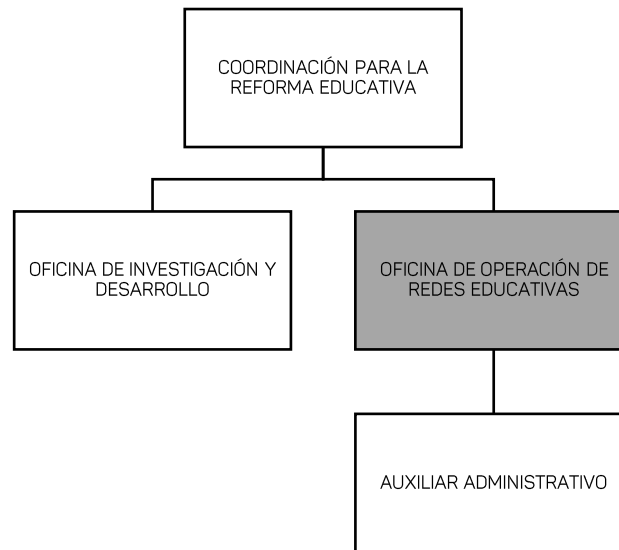 COORDINACIÓN PARA LA
REFORMA EDUCATIVA
OFICINA DE INVESTIGACIÓN Y
DESARROLLO
OFICINA DE OPERACIÓN DE
REDES EDUCATIVAS
AUXILIAR ADMINISTRATIVO